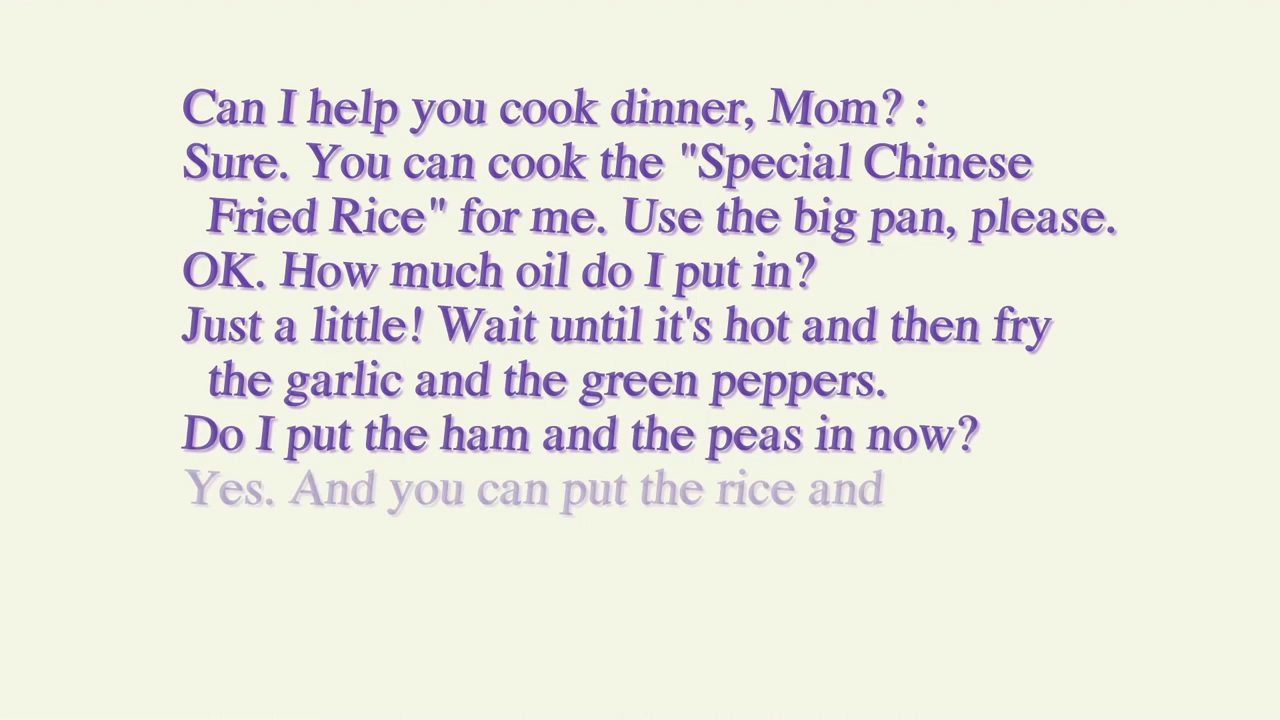 Can I help you cook dinner, Mom? :
Sure. You can cook the "Special Chinese
Fried Rice" for me. Use the big pan, please.
OK. How much oil do I put in?
Just a little! Wait until it's hot and then fry
the garlic and the green peppers.
Do I put the ham and the peas in now?
Yes. And you can put the rice and